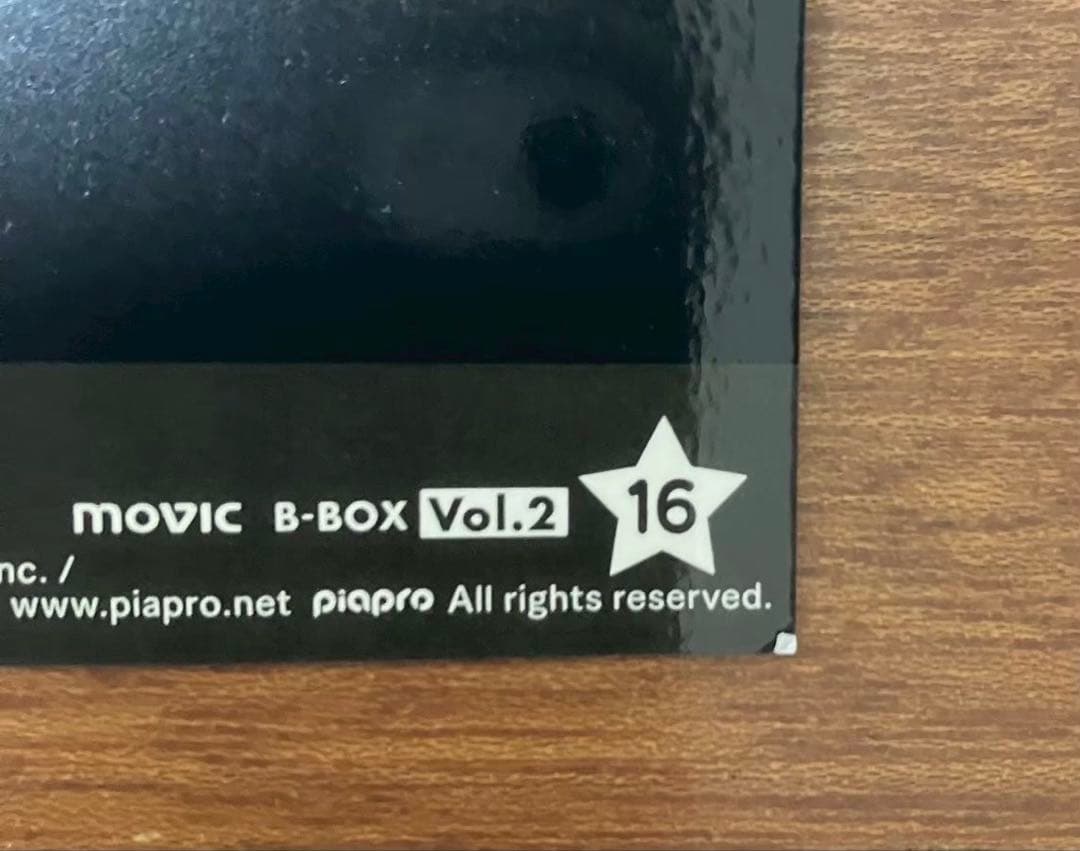 movic B-BOX Vol.2 16
nc. /
www.piapro.net piapro All rights reserved.